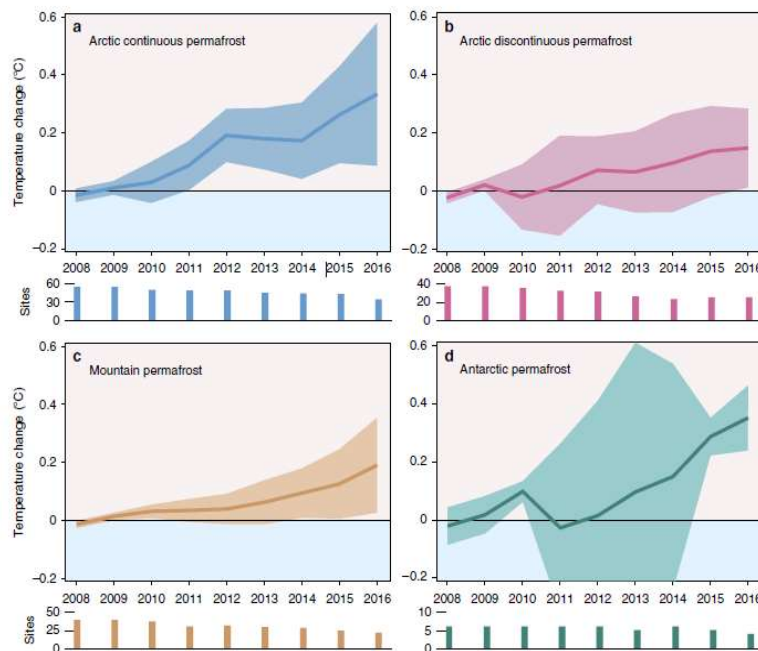 a
Arctic continuous permafrost
Temperature change (°C)
0.6
0.4
0.2
0
−0.2
2008 2009 2010 2011 2012 2013 2014 2015 2016
Sites
60
30
0
b
Arctic discontinuous permafrost
0.6
0.4
0.2
0
−0.2
2008 2009 2010 2011 2012 2013 2014 2015 2016
40
20
0
c
Mountain permafrost
Temperature change (°C)
0.6
0.4
0.2
0
−0.2
2008 2009 2010 2011 2012 2013 2014 2015 2016
Sites
50
25
0
d
Antarctic permafrost
0.6
0.4
0.2
0
−0.2
2008 2009 2010 2011 2012 2013 2014 2015 2016
10
5
0